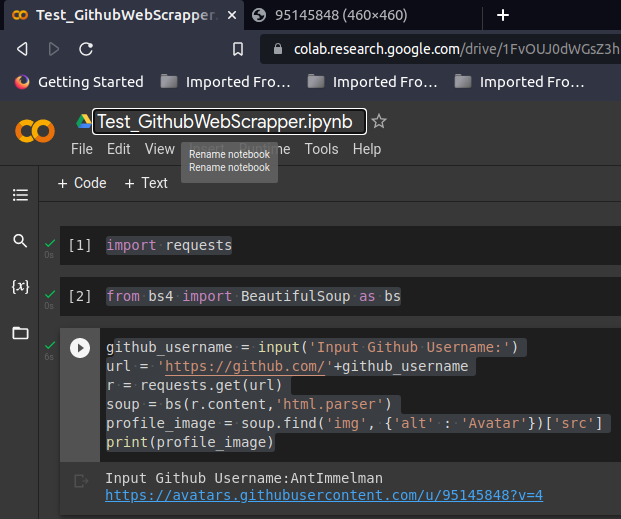 Test_GithubWebScrapper. ×
95145848 (460×460)
+
colab.research.google.com/drive/1FvOUJ0dWGsZ3h
Getting Started
Imported Fro…
Imported Fro…
Imported Fro…
Test_GithubWebScrapper.ipynb
File Edit View Insert Runtime Tools Help
Rename notebook
Rename notebook
+ Code + Text
[1] import requests
0s
[2] from bs4 import BeautifulSoup as bs
0s
{x}
github_username = input('Input Github Username:')
6s
url = 'https://github.com/'+github_username
r = requests.get(url)
soup = bs(r.content,'html.parser')
profile_image = soup.find('img', {'alt' : 'Avatar'})['src']
print(profile_image)
Input Github Username:AntImmelman
https://avatars.githubusercontent.com/u/95145848?v=4